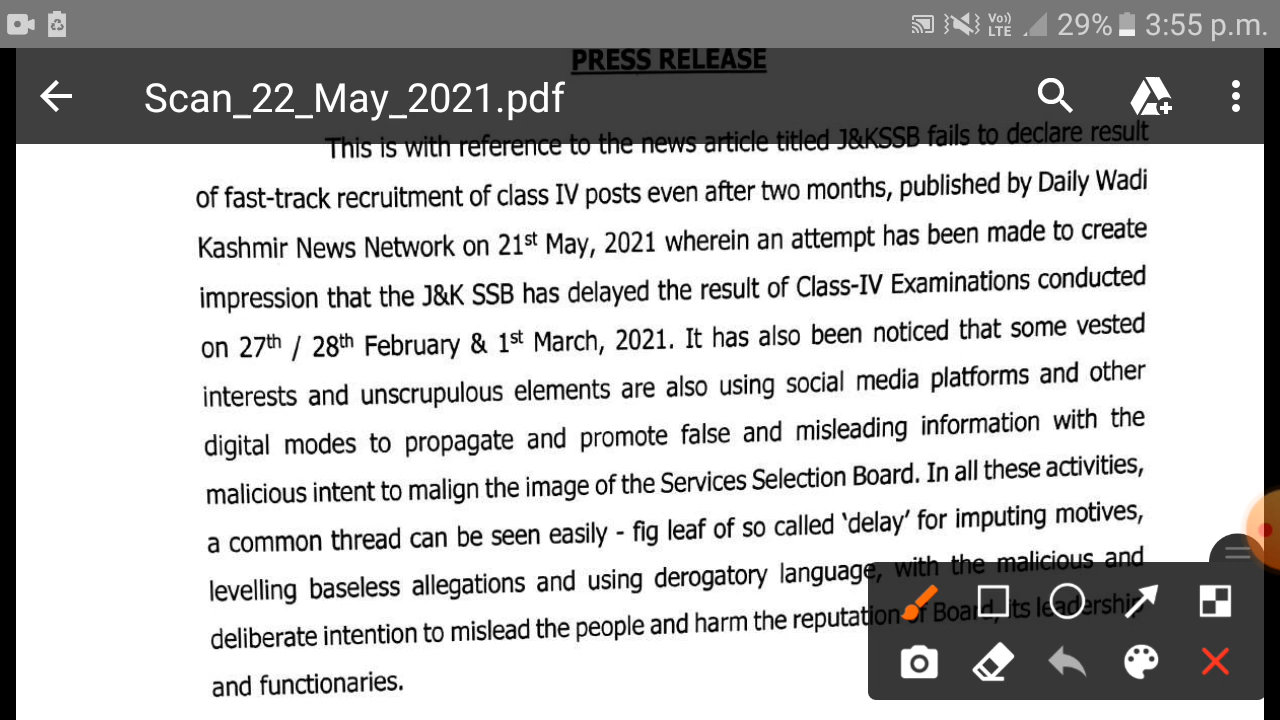 Vo))
LTE
29%
3:55 p.m.
PRESS RELEASE
Scan_22_May_2021.pdf
This is with reference to the news article titled J&KSSB fails to declare result
of fast-track recruitment of class IV posts even after two months, published by Daily Wadi
Kashmir News Network on 21st May, 2021 wherein an attempt has been made to create
impression that the J&K SSB has delayed the result of Class-IV Examinations conducted
on 27th / 28th February & 1st March, 2021. It has also been noticed that some vested
interests and unscrupulous elements are also using social media platforms and other
digital modes to propagate and promote false and misleading information with the
malicious intent to malign the image of the Services Selection Board. In all these activities,
a common thread can be seen easily - fig leaf of so called ‘delay’ for imputing motives,
levelling baseless allegations and using derogatory language, with the malicious and
deliberate intention to mislead the people and harm the reputation of Board, its leadership
and functionaries.